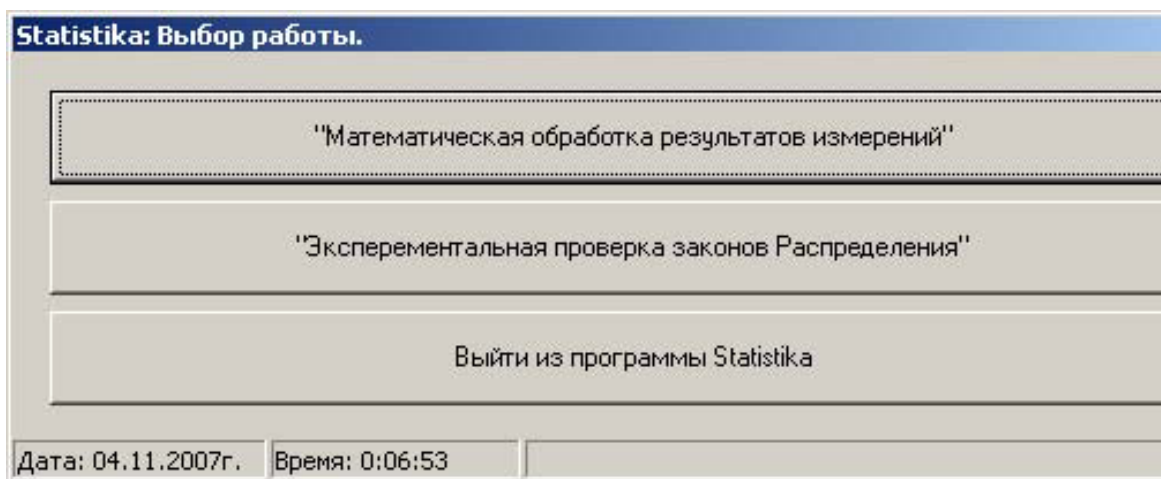 Statistika: Выбор работы.
"Математическая обработка результатов измерений"
"Эксперементальная проверка законов Распределения"
Выйти из программы Statistika
Дата: 04.11.2007г. Время: 0:06:53